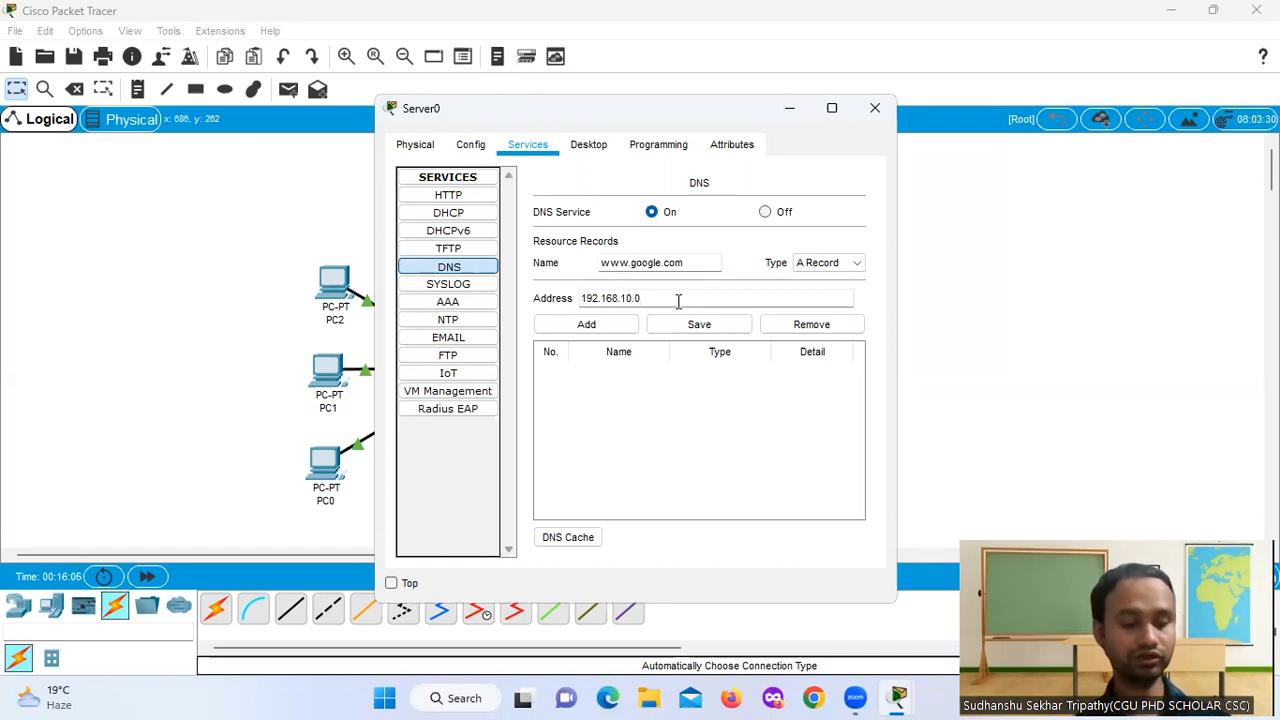 Cisco Packet Tracer
File Edit Options View Tools Extensions Help
Logical Physical x: 686, y: 262 [Root] 08:03:30
Server0
Physical Config Services Desktop Programming Attributes
SERVICES
HTTP
DHCP
DHCPv6
TFTP
DNS
SYSLOG
AAA
NTP
EMAIL
FTP
IoT
VM Management
Radius EAP
DNS
DNS Service On Off
Resource Records
Name www.google.com Type A Record
Address 192.168.10.0
Add Save Remove
No. Name Type Detail
DNS Cache
Top
PC-PT
PC2
PC-PT
PC1
PC-PT
PC0
Time: 00:16:05
Automatically Choose Connection Type
19°C
Haze
Search
zoom
Sudhanshu Sekhar Tripathy(CGU PHD SCHOLAR CSC)